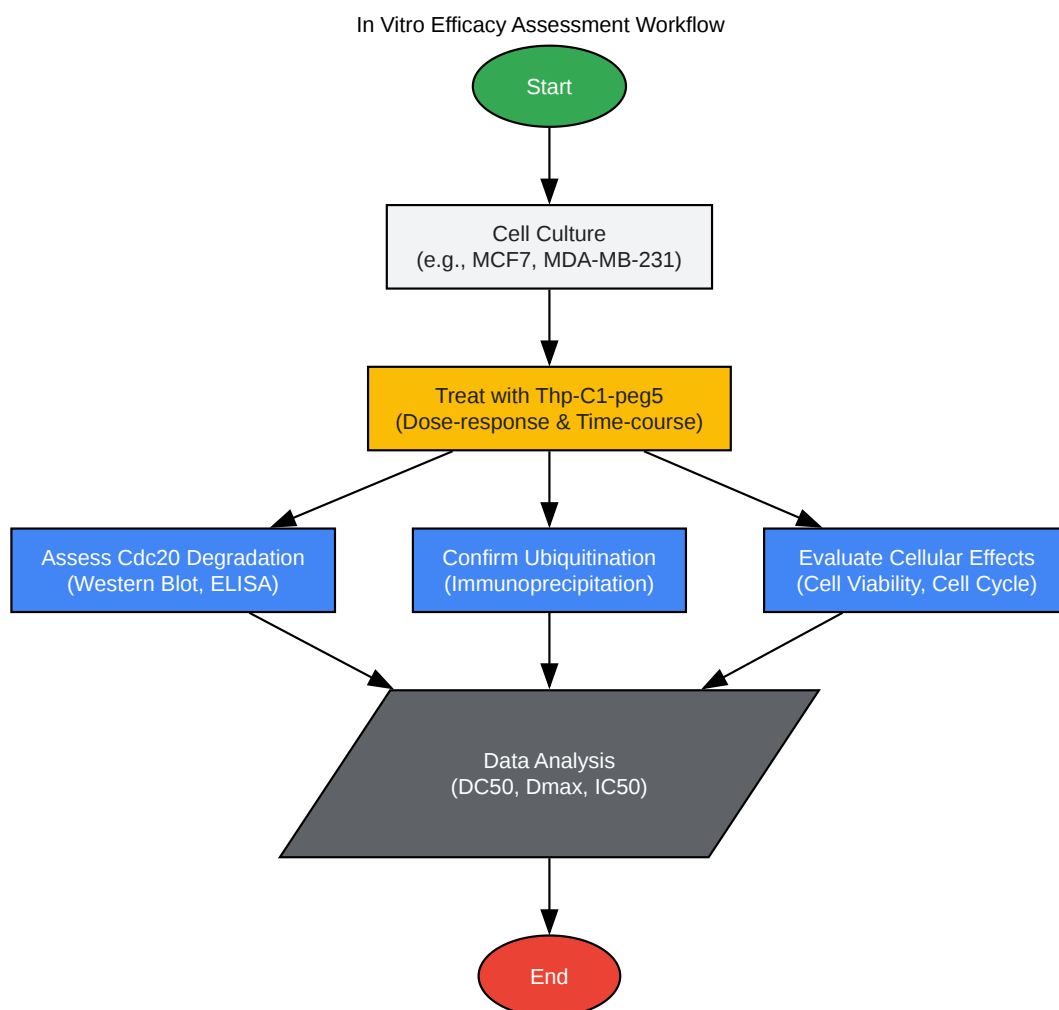 In Vitro Efficacy Assessment Workflow
Start
Cell Culture
(e.g., MCF7, MDA-MB-231)
Treat with Thp-C1-peg5
(Dose-response & Time-course)
Assess Cdc20 Degradation
(Western Blot, ELISA)
Confirm Ubiquitination
(Immunoprecipitation)
Evaluate Cellular Effects
(Cell Viability, Cell Cycle)
Data Analysis
(DC50, Dmax, IC50)
End